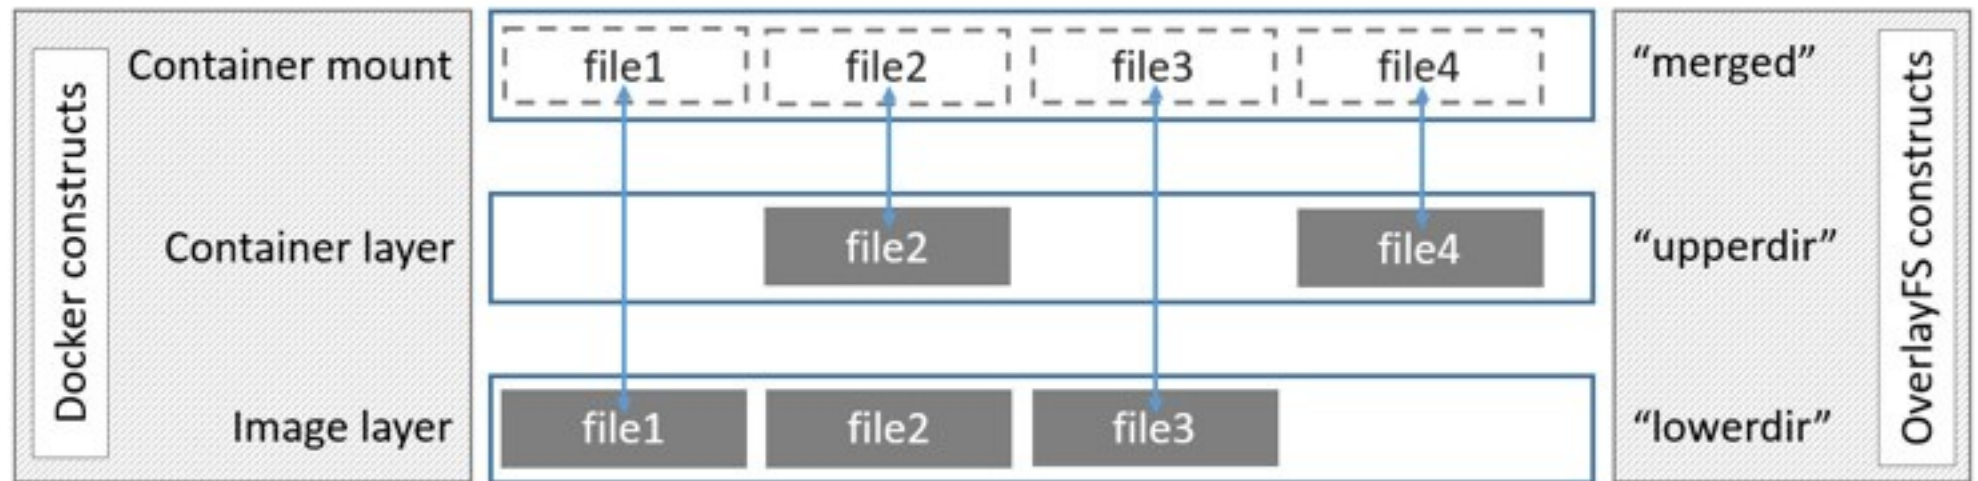 Docker constructs
Container mount
file1 file2 file3 file4
“merged”
Container layer
file2 file4
“upperdir”
Image layer
file1 file2 file3
“lowerdir”
OverlayFS constructs